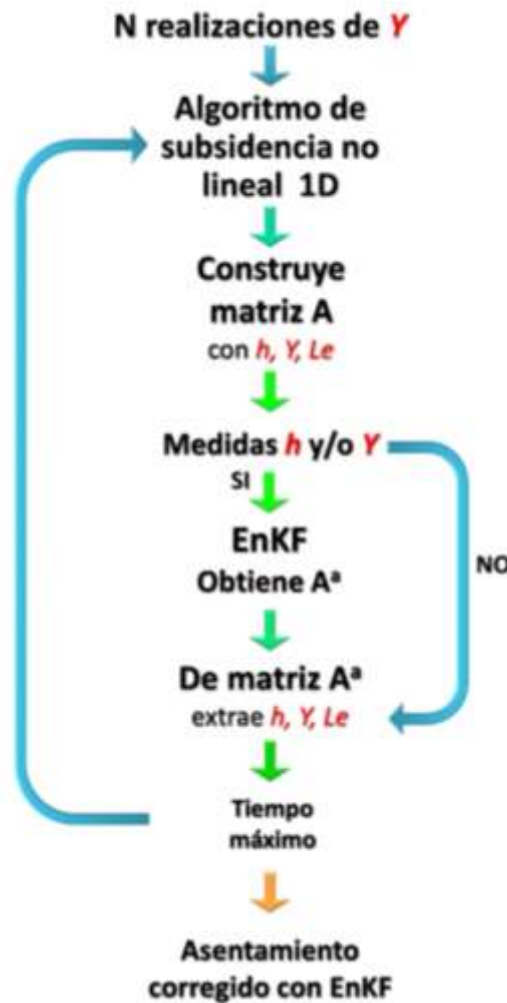 N realizaciones de Y
Algoritmo de
subsidencia no
lineal 1D
Construye
matriz A
con h, Y, Le
Medidas h y/o Y
SI
EnKF
Obtiene Aª
NO
De matriz Aª
extrae h, Y, Le
Tiempo
máximo
Asentamiento
corregido con EnKF